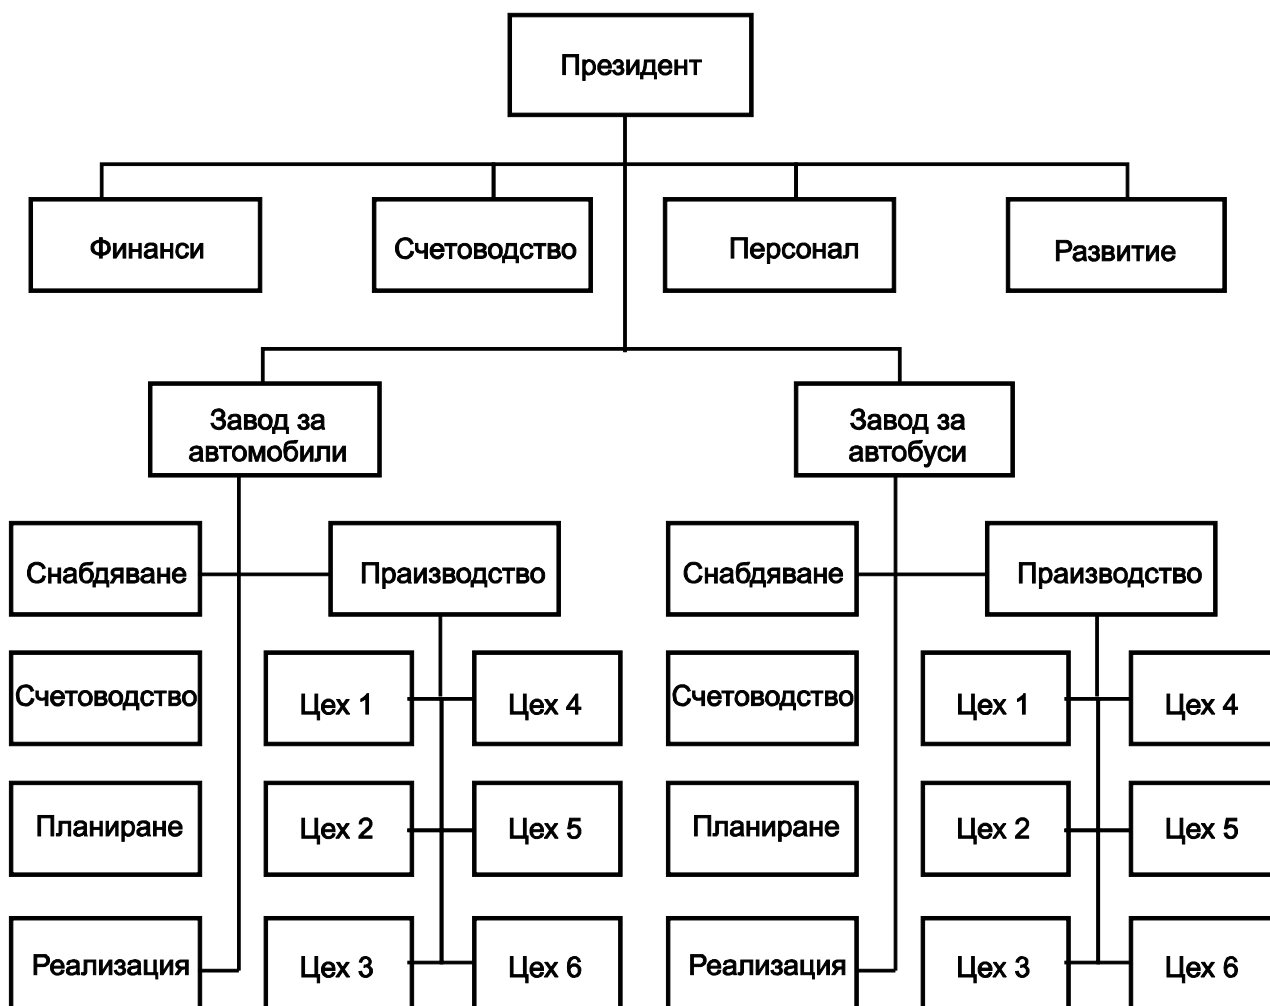 Президент
Финанси
Счетоводство
Персонал
Развитие
Завод за
автомобили
Завод за
автобуси
Снабдяване
Праизводство
Снабдяване
Праизводство
Счетоводство
Цех 1
Цех 4
Счетоводство
Цех 1
Цех 4
Планиране
Цех 2
Цех 5
Планиране
Цех 2
Цех 5
Реализация
Цех 3
Цех 6
Реализация
Цех 3
Цех 6